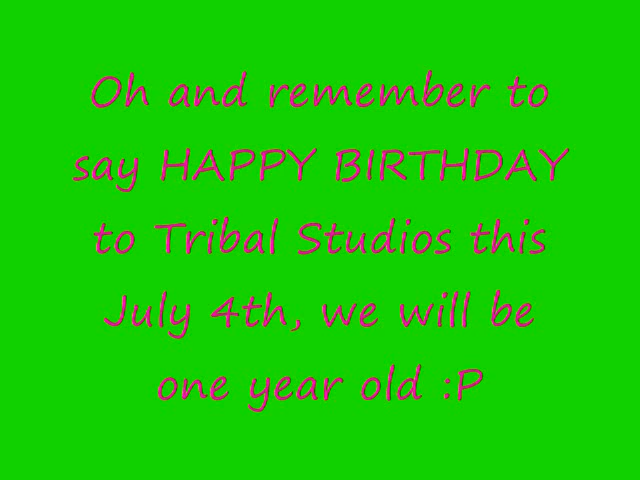 Oh and remember to
say HAPPY BIRTHDAY
to Tribal Studios this
July 4th, we will be
one year old :P